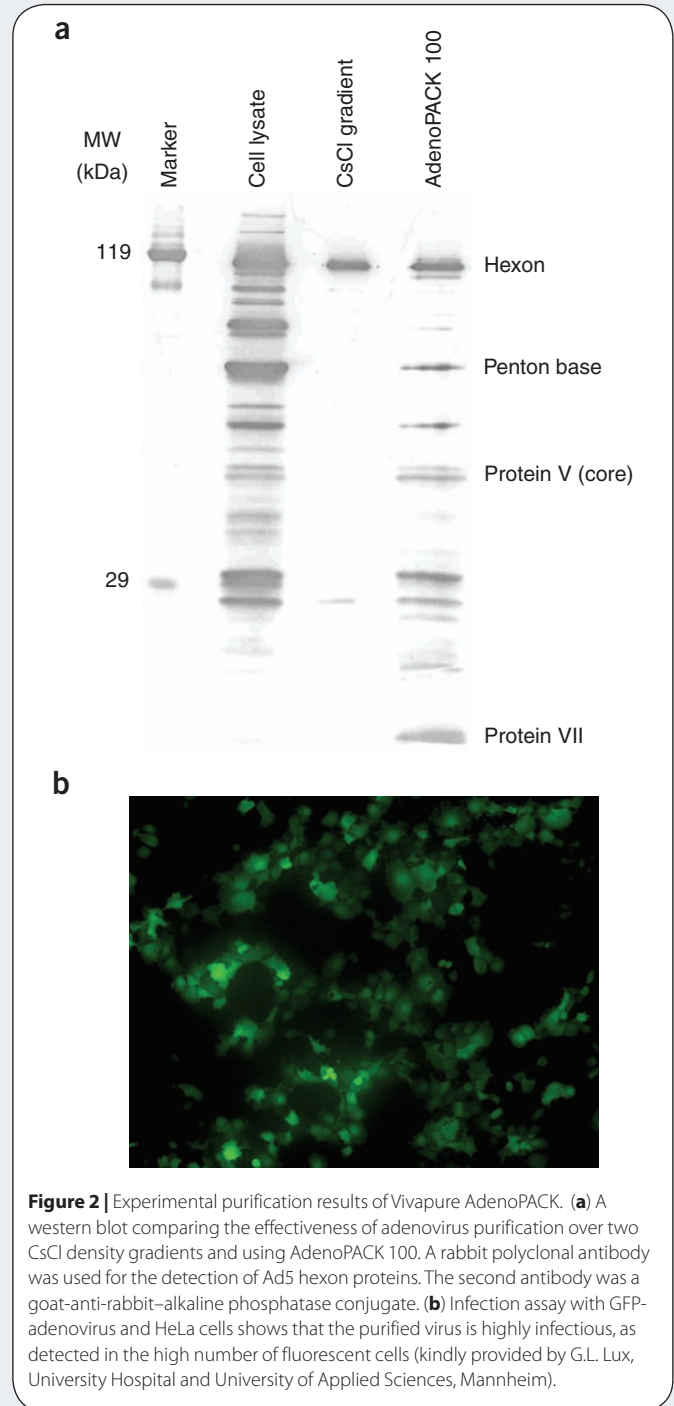 a
MW
(kDa)
Marker
Cell lysate
CsCl gradient
AdenoPACK 100
119
Hexon
Penton base
Protein V (core)
29
Protein VII
b
Figure 2 | Experimental purification results of Vivapure AdenoPACK. (a) A
western blot comparing the effectiveness of adenovirus purification over two
CsCl density gradients and using AdenoPACK 100. A rabbit polyclonal antibody
was used for the detection of Ad5 hexon proteins. The second antibody was a
goat-anti-rabbit–alkaline phosphatase conjugate. (b) Infection assay with GFP-
adenovirus and HeLa cells shows that the purified virus is highly infectious, as
detected in the high number of fluorescent cells (kindly provided by G.L. Lux,
University Hospital and University of Applied Sciences, Mannheim).